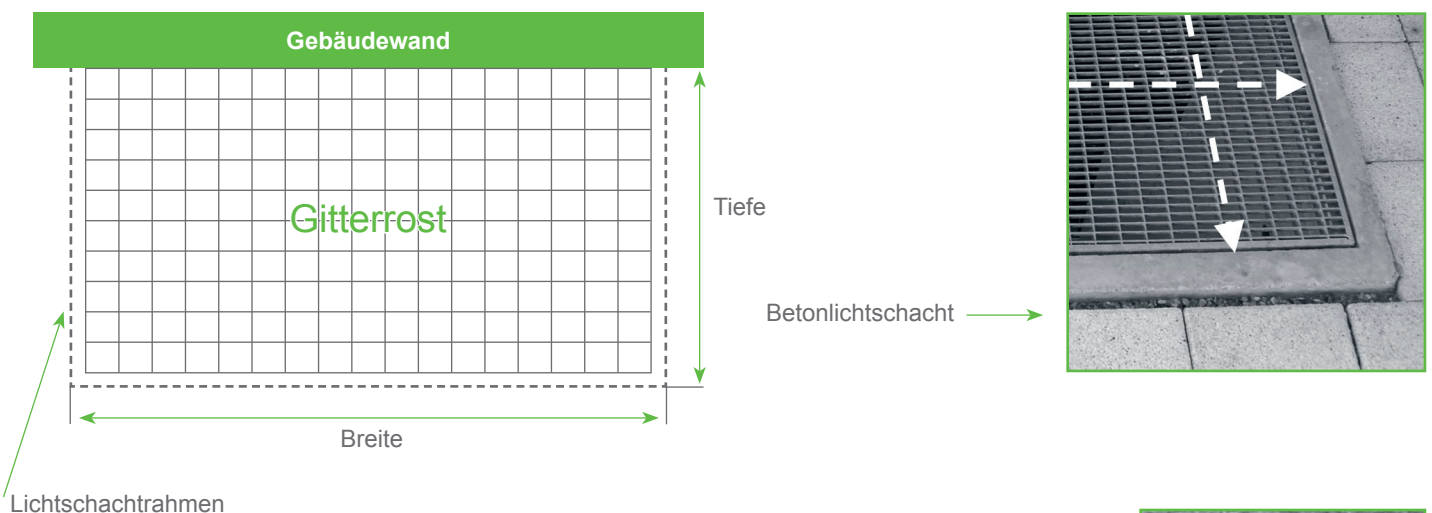 Gebäudewand
Gitterrost
Tiefe
Betonlichtschacht
Breite
Lichtschachtrahmen